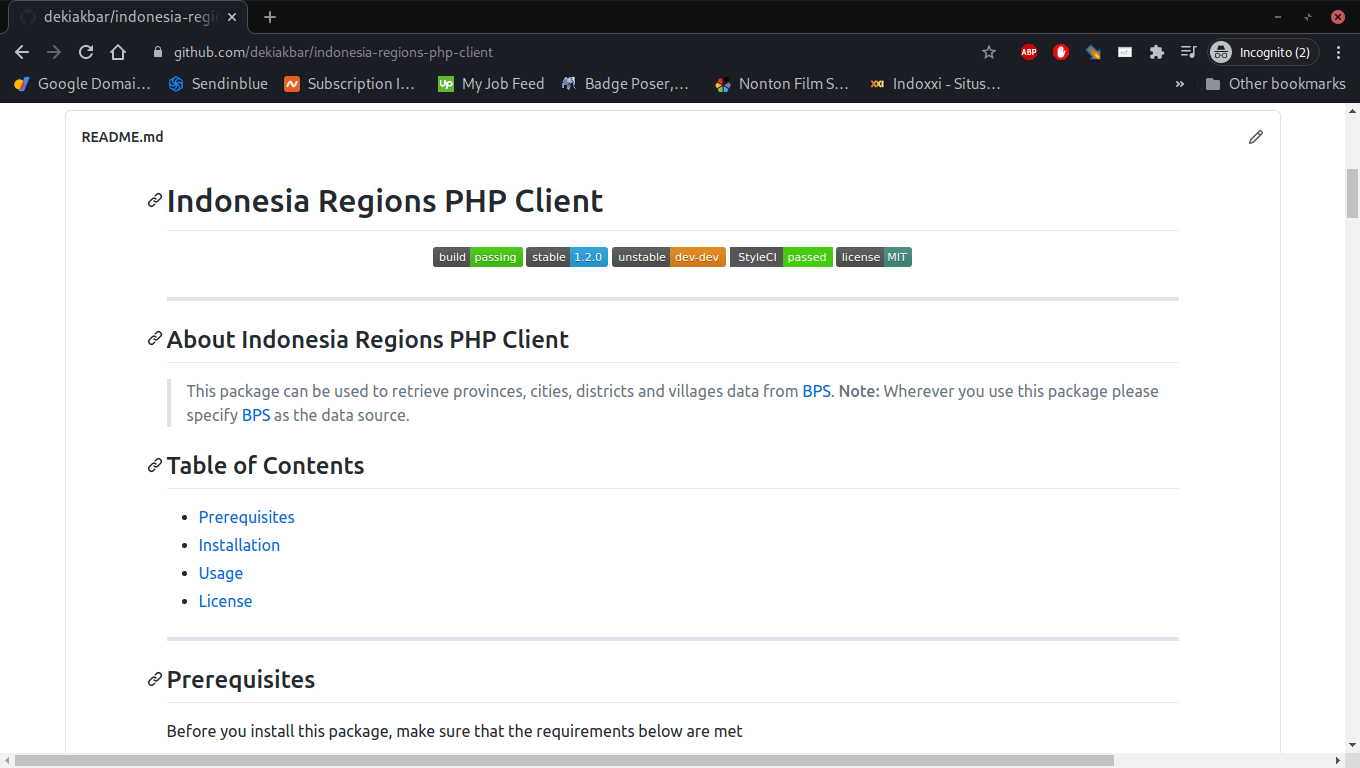 dekiakbar/indonesia-regi
github.com/dekiakbar/indonesia-regions-php-client
ABP
Incognito (2)
Google Domai…
Sendinblue
Subscription I…
Up
My Job Feed
Badge Poser,…
Nonton Film S…
XXI
Indoxxi - Situs…
»
Other bookmarks
README.md
Indonesia Regions PHP Client
build passing stable 1.2.0 unstable dev-dev StyleCI passed license MIT
About Indonesia Regions PHP Client
This package can be used to retrieve provinces, cities, districts and villages data from BPS. Note: Wherever you use this package please
specify BPS as the data source.
Table of Contents
• Prerequisites
• Installation
• Usage
• License
Prerequisites
Before you install this package, make sure that the requirements below are met